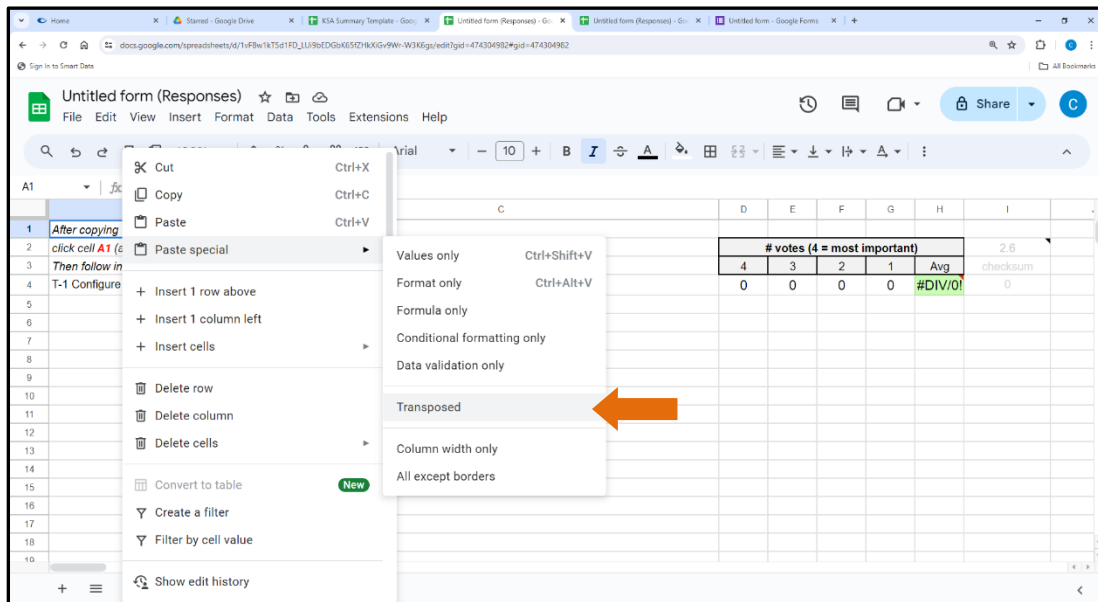 Home
Starred - Google Drive
KSA Summary Template - Goog
Untitled form (Responses) - Go
Untitled form (Responses) - Go
Untitled form - Google Forms
docs.google.com/spreadsheets/d/1vF8w1kT5d1FD_LUi9bEDGbK65fZHkXiGv9Wr-W3K6gs/edit?gid=474304982#gid=474304982
Sign in to Smart Data
All Bookmarks
Untitled form (Responses)
File Edit View Insert Format Data Tools Extensions Help
Share
C
Arial
10
B I A
A1
fx
C D E F G H I
1 After copying
2 click cell A1 (a
# votes (4 = most important) 2.6
3 Then follow in
4 3 2 1 Avg checksum
4 T-1 Configure
0 0 0 0 #DIV/0! 0
5
6
7
8
9
10
11
12
13
14
15
16
17
18
19
Cut Ctrl+X
Copy Ctrl+C
Paste Ctrl+V
Paste special
Insert 1 row above
Insert 1 column left
Insert cells
Delete row
Delete column
Delete cells
Convert to table New
Create a filter
Filter by cell value
Show edit history
Values only Ctrl+Shift+V
Format only Ctrl+Alt+V
Formula only
Conditional formatting only
Data validation only
Transposed
Column width only
All except borders